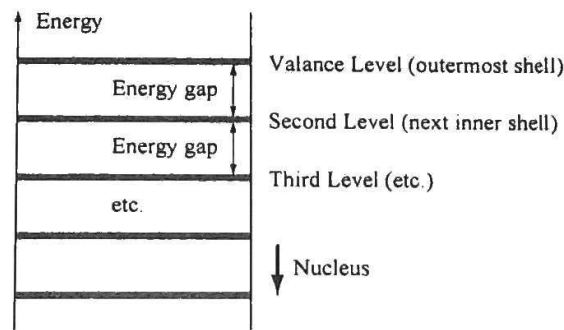 Energy
Valance Level (outermost shell)
Energy gap
Second Level (next inner shell)
Energy gap
Third Level (etc.)
etc.
Nucleus